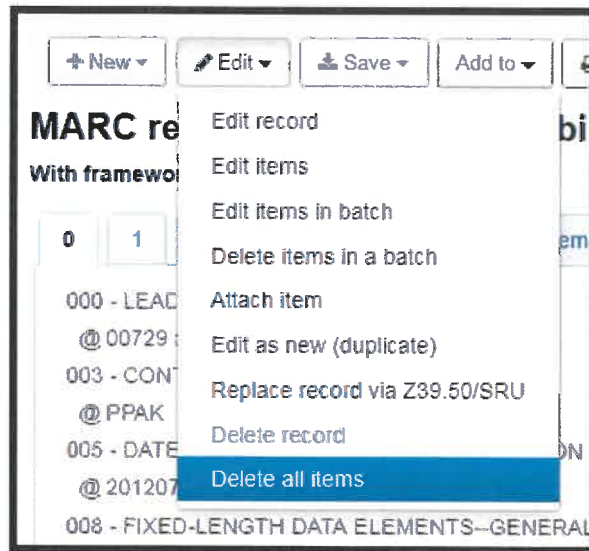 + New Edit Save Add to
MARC re bi
With framewo
Edit record
Edit items
Edit items in batch
Delete items in a batch
Attach item
Edit as new (duplicate)
Replace record via Z39.50/SRU
Delete record
Delete all items
0 1 em
000 - LEAD
@ 00729
003 - CONT
@ PPAK
005 - DATE ON
@ 201207
008 - FIXED-LENGTH DATA ELEMENTS--GENERAL